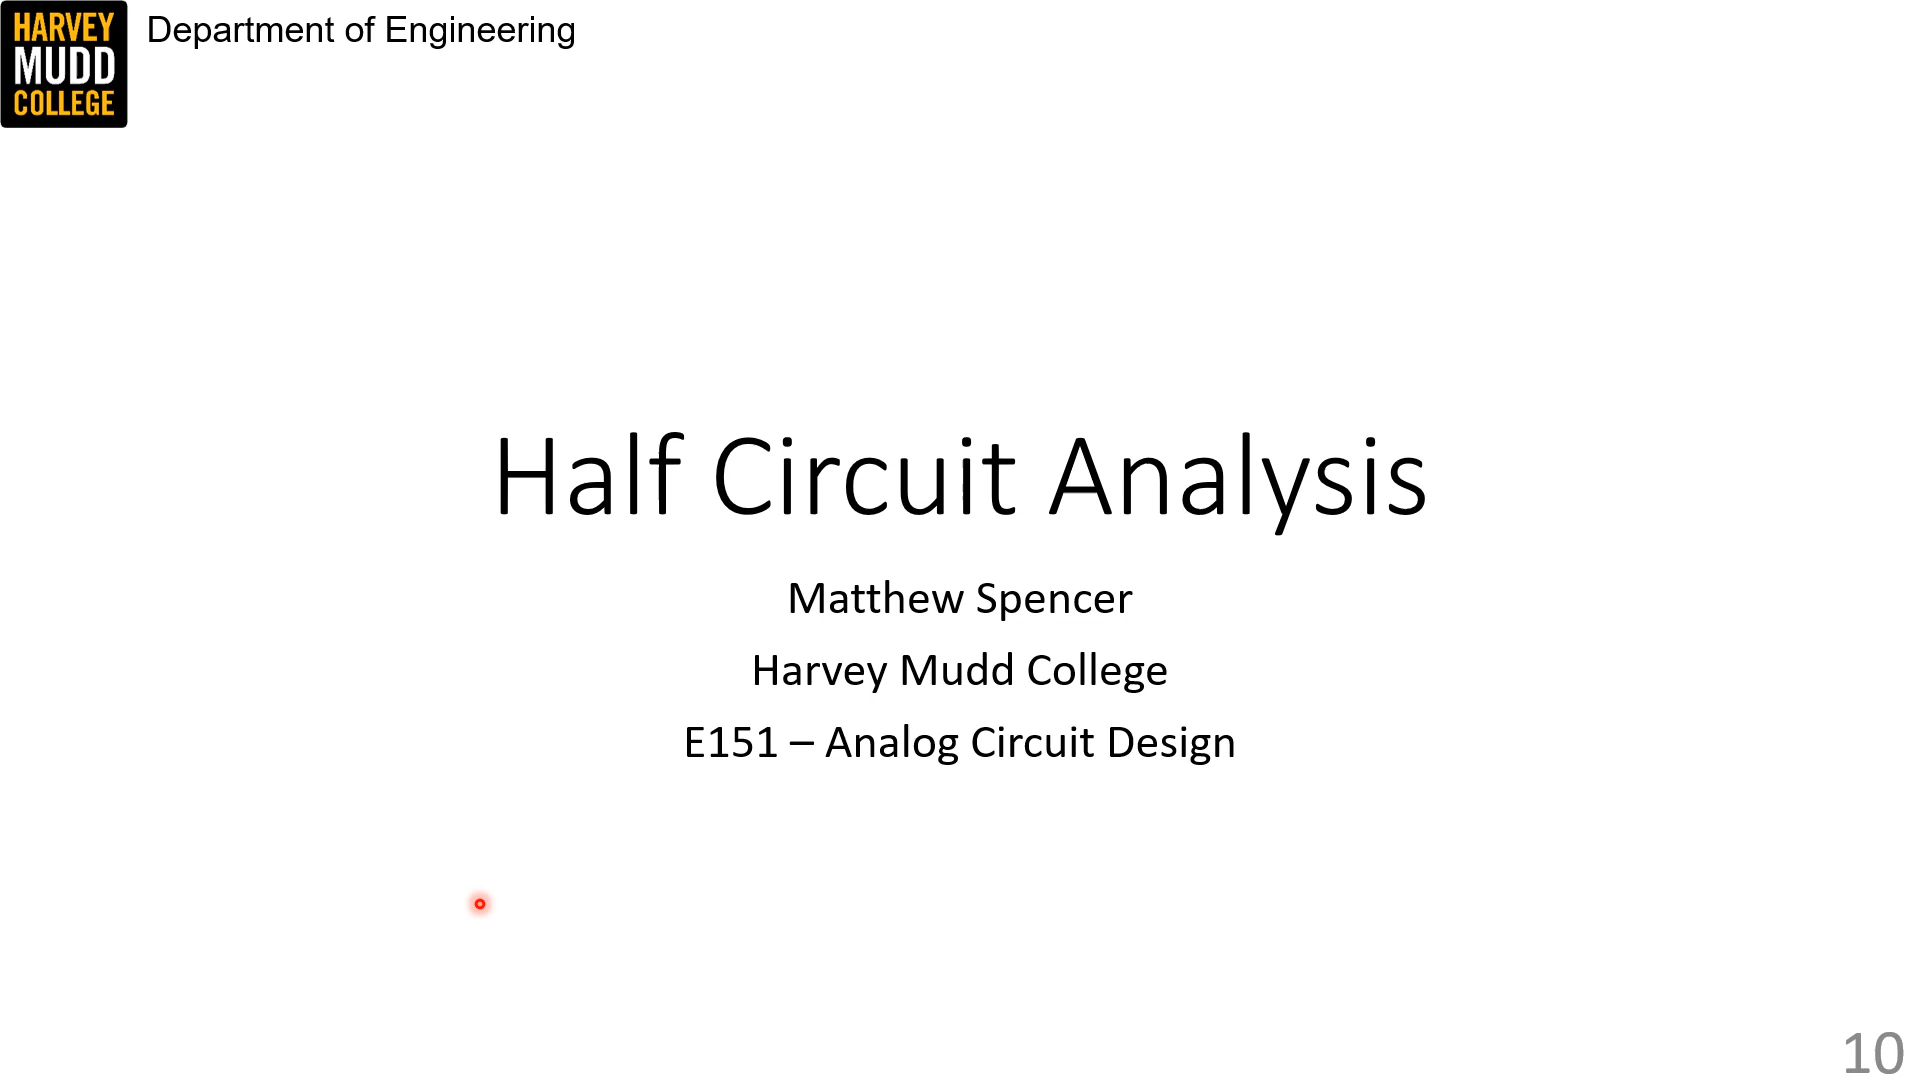 HARVEY
MUDD
COLLEGE
Department of Engineering
Half Circuit Analysis
Matthew Spencer
Harvey Mudd College
E151 – Analog Circuit Design
10